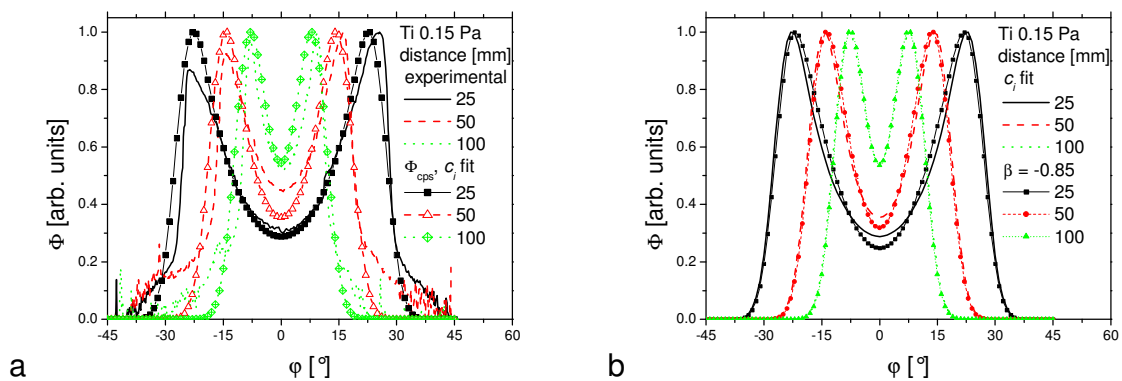 Ti 0.15 Pa
distance [mm]
experimental
25
50
100
Φcps, ci fit
25
50
100
Φ [arb. units]
1.0
0.8
0.6
0.4
0.2
0.0
-45 -30 -15 0 15 30 45 60
φ [°]
a
Ti 0.15 Pa
distance [mm]
ci fit
25
50
100
β = -0.85
25
50
100
Φ [arb. units]
1.0
0.8
0.6
0.4
0.2
0.0
-45 -30 -15 0 15 30 45 60
φ [°]
b